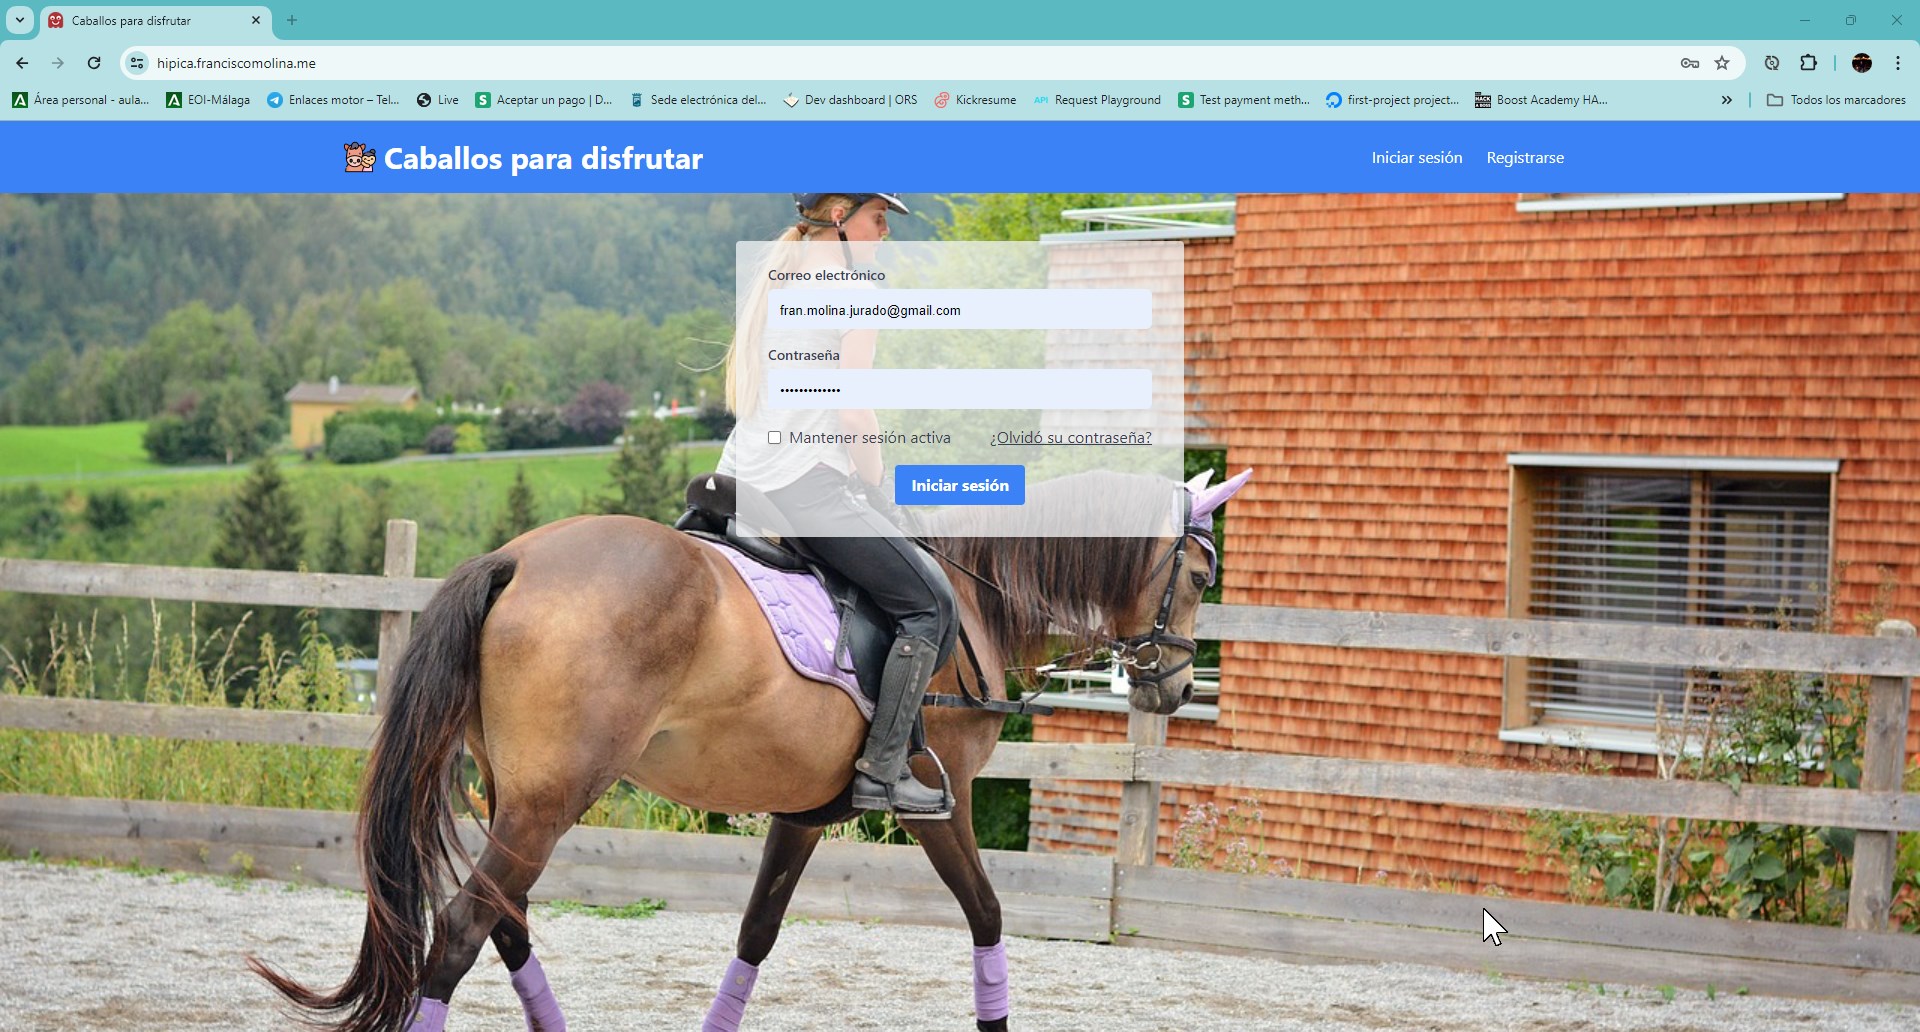 Caballos para disfrutar
hipica.franciscomolina.me
Área personal - aula...
EOI-Málaga
Enlaces motor – Tel...
Live
Aceptar un pago | D...
Sede electrónica del...
Dev dashboard | ORS
Kickresume
API Request Playground
Test payment meth...
first-project project...
Boost Academy HA...
Todos los marcadores
Caballos para disfrutar
Iniciar sesión
Registrarse
Correo electrónico
fran.molina.jurado@gmail.com
Contraseña
Mantener sesión activa
¿Olvidó su contraseña?
Iniciar sesión